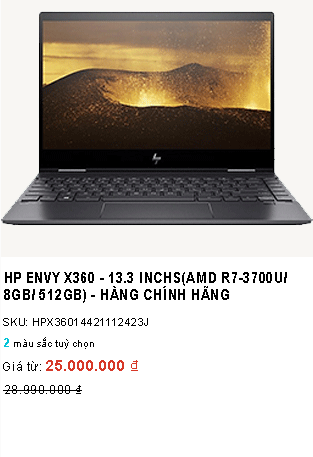 hp
HP ENVY X360 - 13.3 INCHS(AMD R7-3700U/
8GB/ 512GB) - HÀNG CHÍNH HÃNG
SKU: HPX36014421112423J
2 màu sắc tuỳ chọn
Giá từ: 25.000.000 ₫
28.990.000 ₫